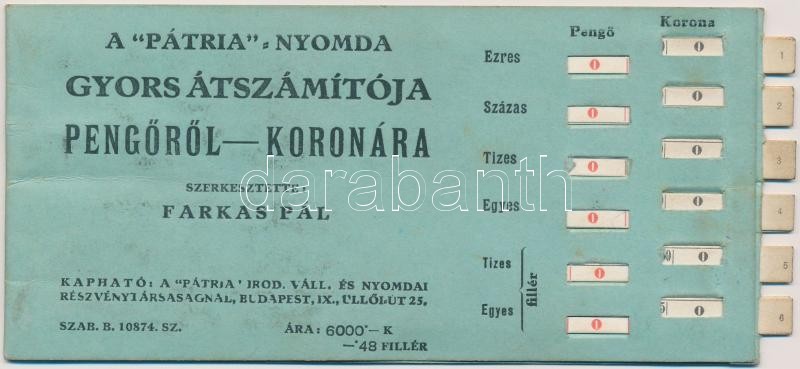 A "PÁTRIA"-NYOMDA
GYORS ÁTSZÁMÍTÓJA
PENGŐRŐL—KORONÁRA
SZERKESZTETTE:
FARKAS PÁL
KAPHATÓ: A "PÁTRIA" IROD. VÁLL. ÉS NYOMDAI
RÉSZVÉNYTÁRSASÁGNÁL, BUDAPEST, IX., ÜLLŐI ÚT 25.
SZAB. B. 10874. SZ.
ÁRA: 6000·— K
—·48 FILLÉR
Pengő Korona
Ezres 0 0
Százas 0 0
Tizes 0 0
Egyes 0 0
Tizes 0 0
fillér
Egyes 0 0
1
2
3
4
5
6
darabanth